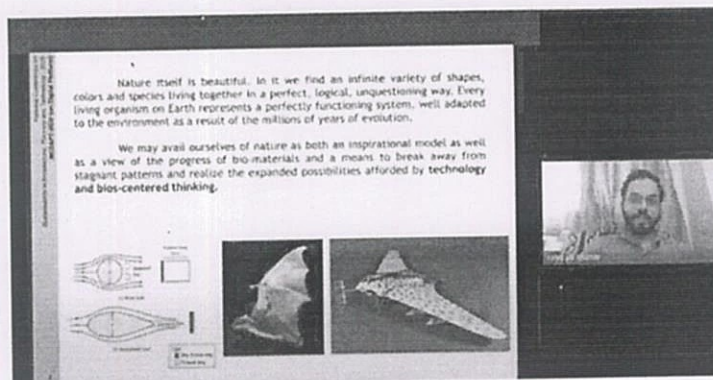 Nature itself is beautiful. In it we find an infinite variety of shapes,
colors and species living together in a perfect, logical, unquestioning way. Every
living organism on Earth represents a perfectly functioning system, well adapted
to the environment as a result of the millions of years of evolution.
We may avail ourselves of nature as both an inspirational model as well
as a view of the progress of bio-materials and a means to break away from
stagnant patterns and realize the expanded possibilities afforded by technology
and bios-centered thinking.